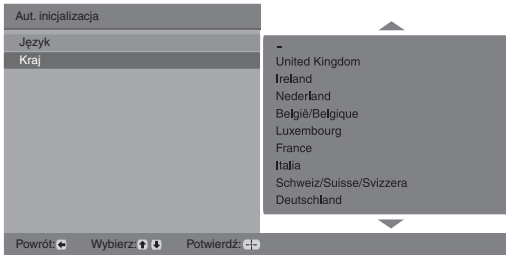 Aut. inicjalizacja
Język
Kraj
-
United Kingdom
Ireland
Nederland
België/Belgique
Luxembourg
France
Italia
Schweiz/Suisse/Svizzera
Deutschland
Powrót: Wybierz: Potwierdź: